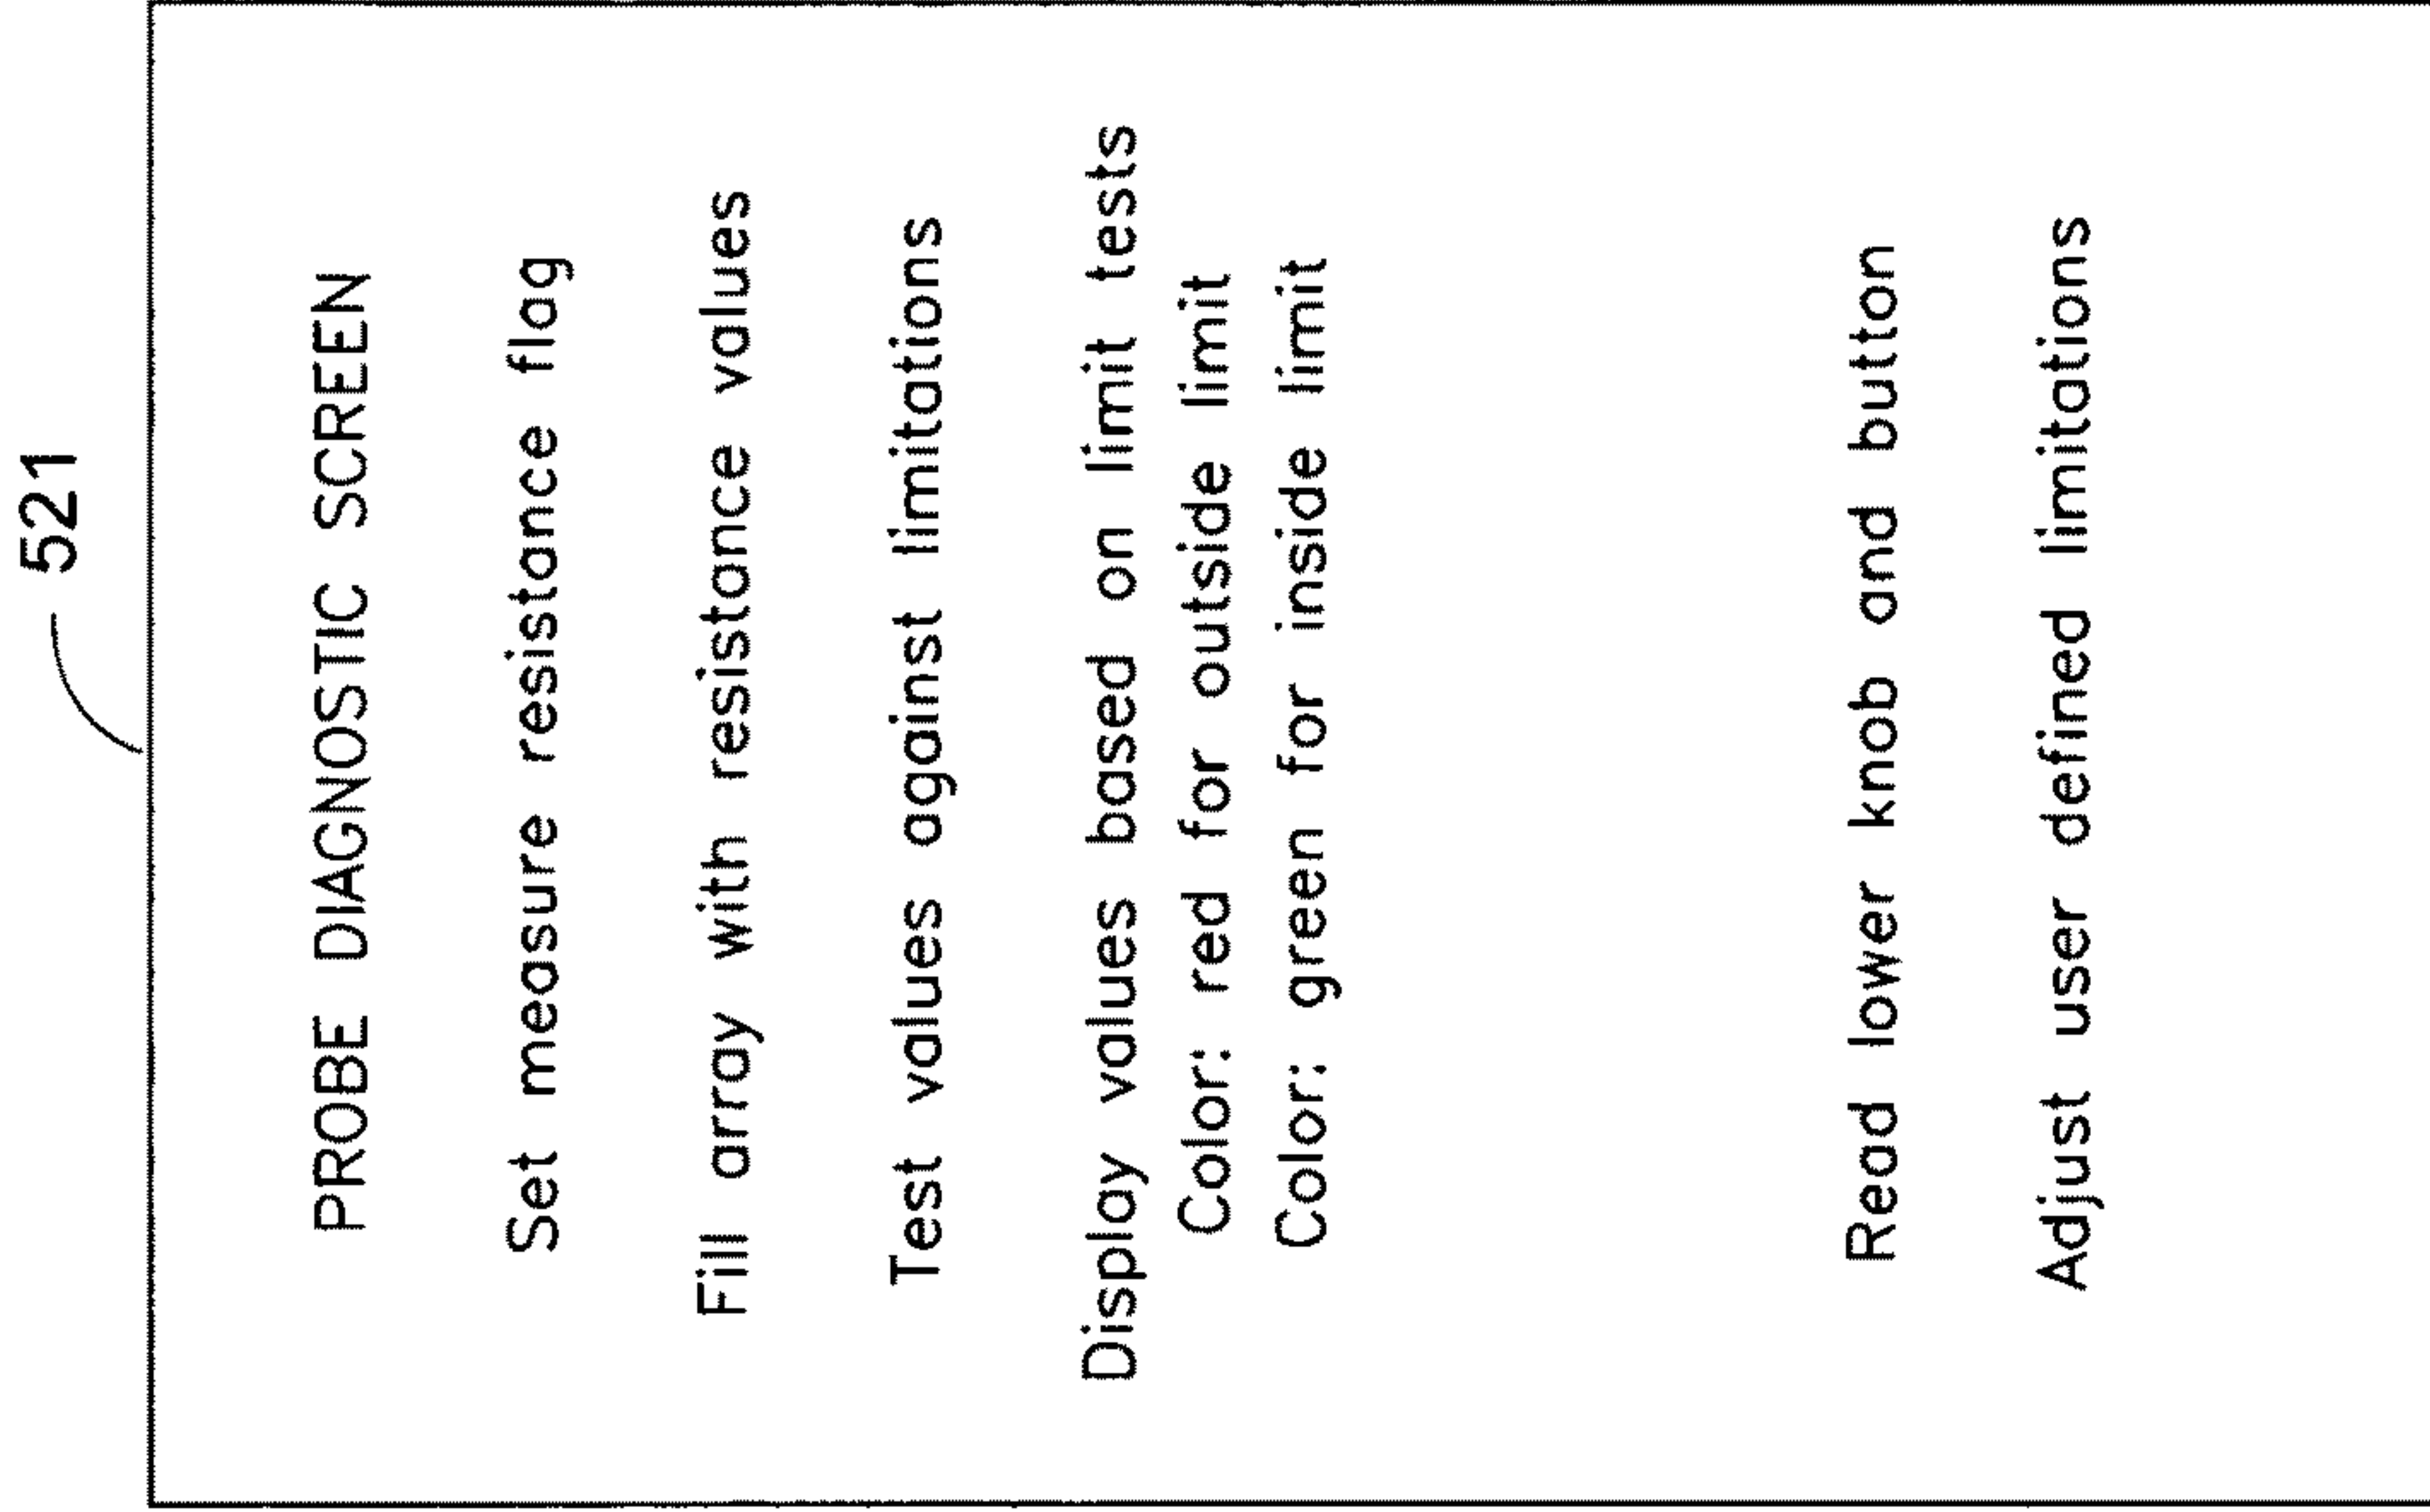 521
PROBE DIAGNOSTIC SCREEN
Set measure resistance flag
Fill array with resistance values
Test values against limitations
Display values based on limit tests
Color: red for outside limit
Color: green for inside limit
Read lower knob and button
Adjust user defined limitations